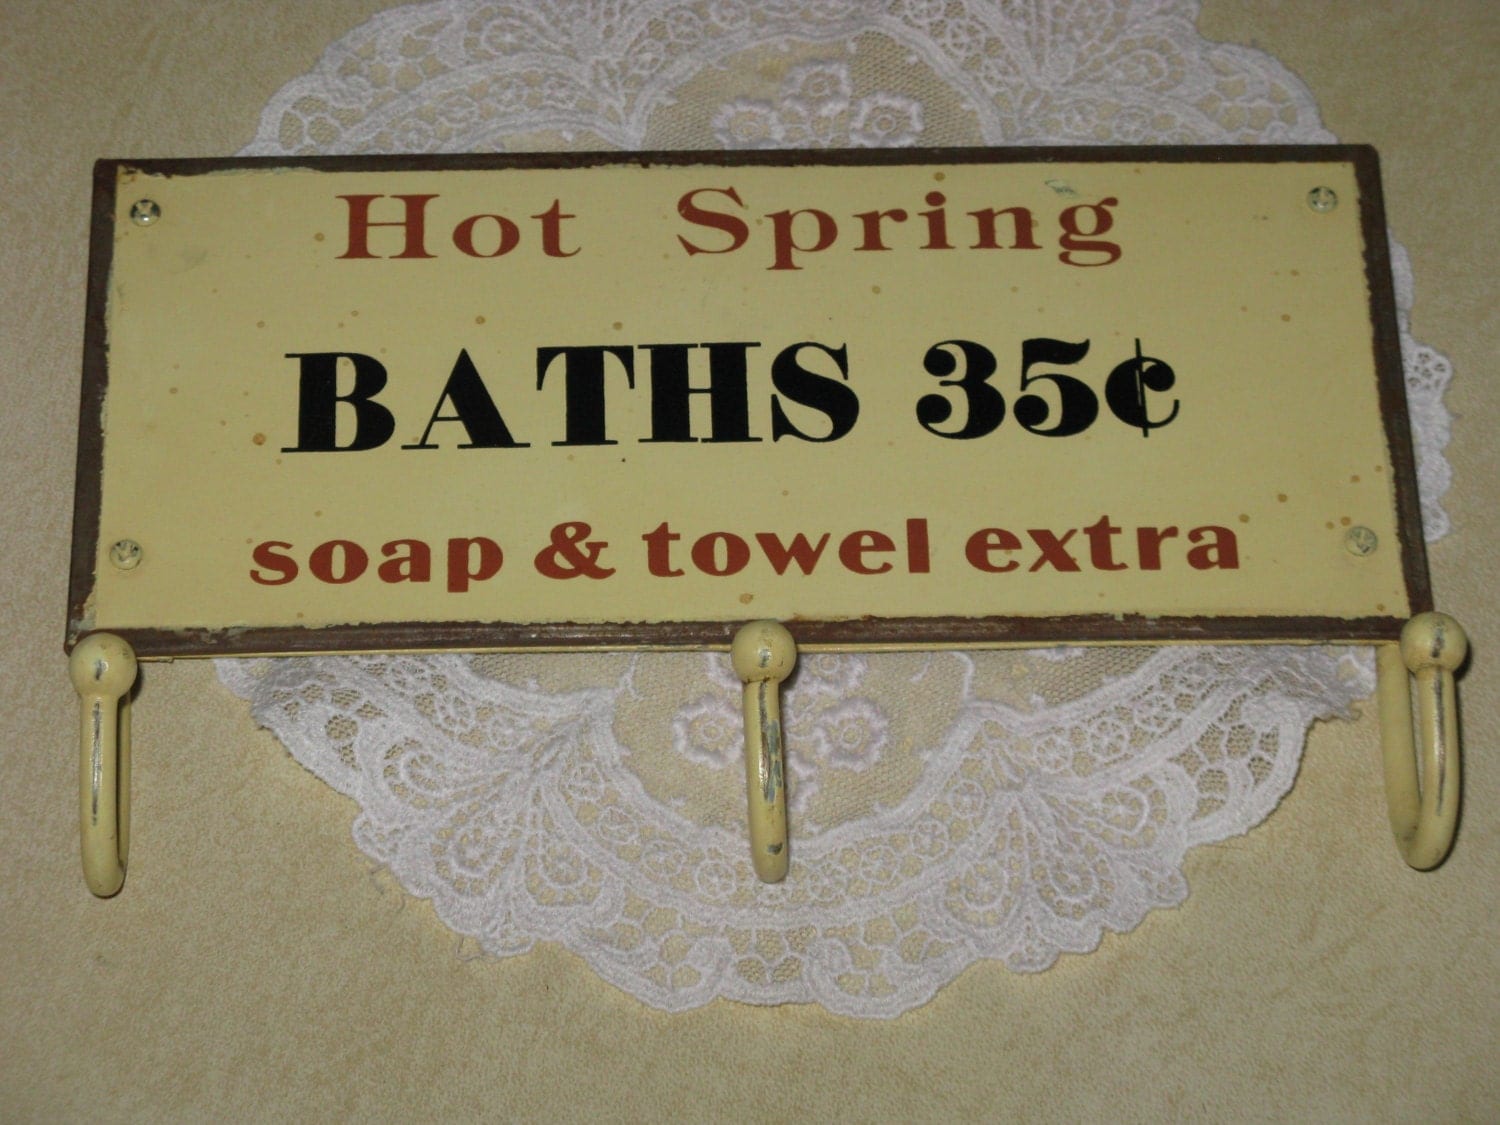 Hot Spring
BATHS 35¢
soap & towel extra